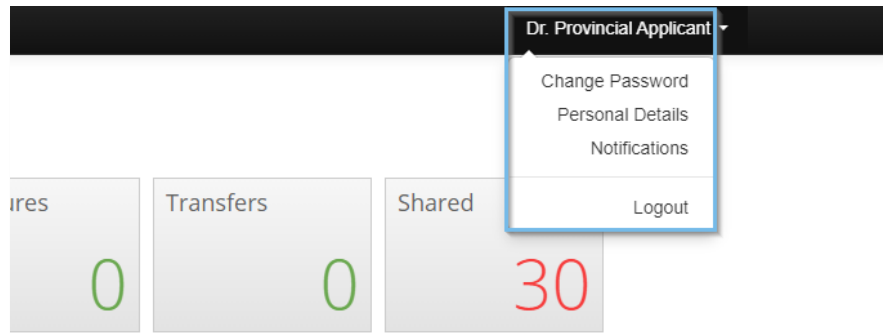 Dr. Provincial Applicant
Change Password
Personal Details
Notifications
Logout
ures
Transfers
Shared
0
0
30